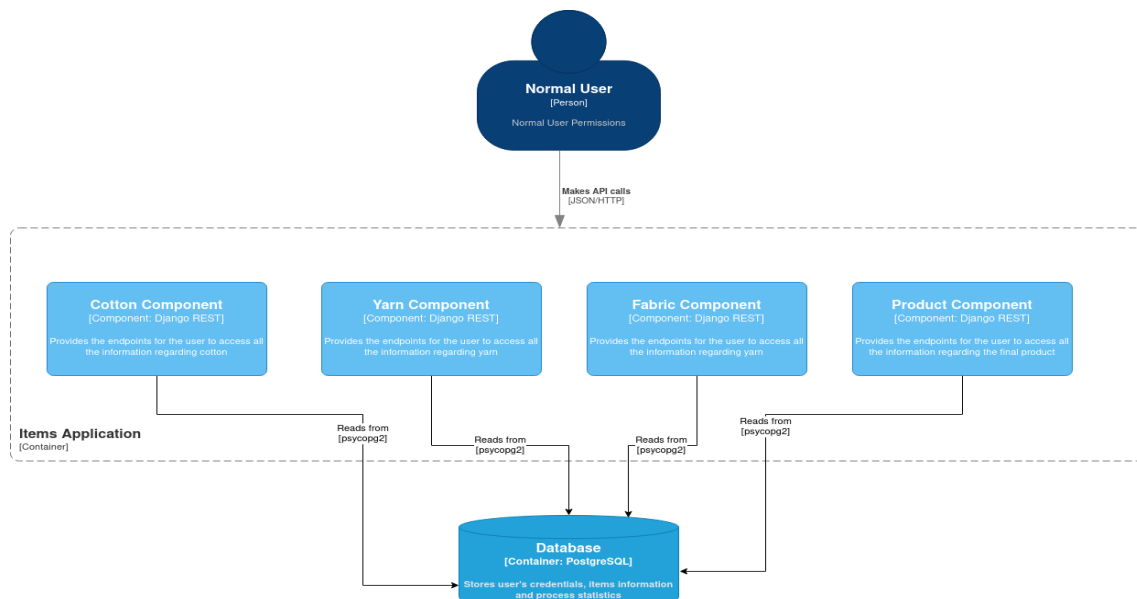 Normal User
[Person]
Normal User Permissions
Makes API calls
[JSON/HTTP]
Cotton Component
[Component: Django REST]
Provides the endpoints for the user to access all
the information regarding cotton
Yarn Component
[Component: Django REST]
Provides the endpoints for the user to access all
the information regarding yarn
Fabric Component
[Component: Django REST]
Provides the endpoints for the user to access all
the information regarding yarn
Product Component
[Component: Django REST]
Provides the endpoints for the user to access all
the information regarding the final product
Items Application
[Container]
Reads from
[psycopg2]
Reads from
[psycopg2]
Reads from
[psycopg2]
Reads from
[psycopg2]
Database
[Container: PostgreSQL]
Stores user's credentials, items information
and process statistics